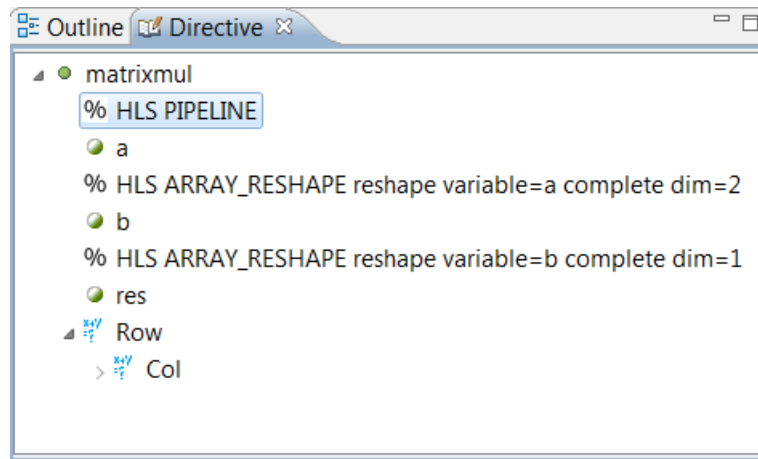 Outline Directive
matrixmul
% HLS PIPELINE
a
% HLS ARRAY_RESHAPE reshape variable=a complete dim=2
b
% HLS ARRAY_RESHAPE reshape variable=b complete dim=1
res
Row
Col